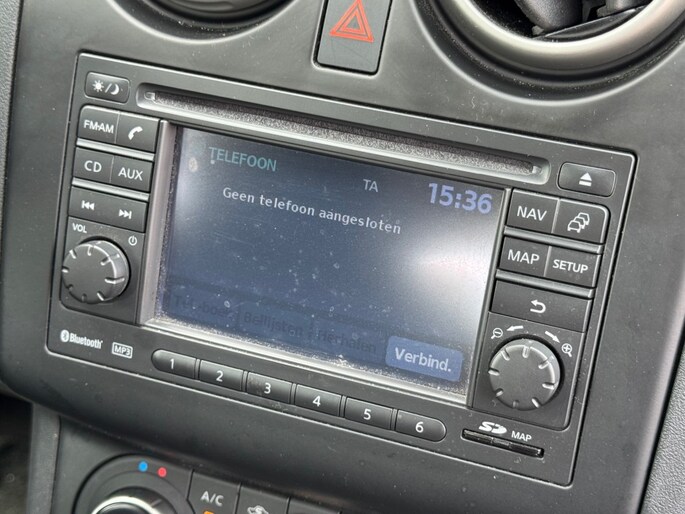 FM·AM
CD
AUX
VOL
Bluetooth
MP3
TELEFOON
TA
15:36
Geen telefoon aangesloten
Verbind.
NAV
MAP
SETUP
1
2
3
4
5
6
SD MAP
A/C